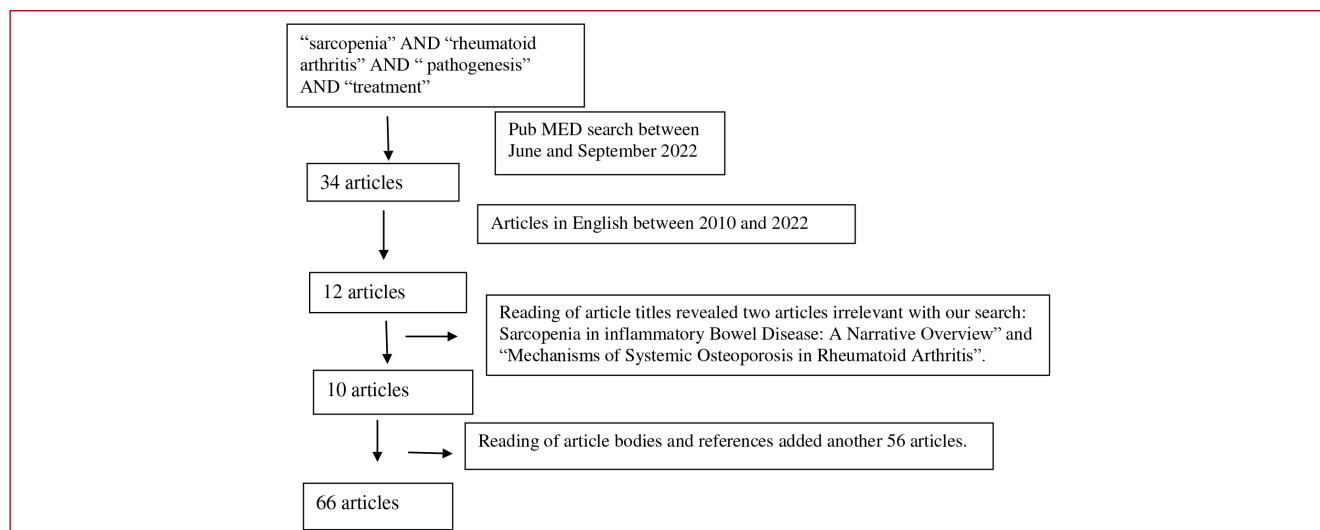 “sarcopenia” AND “rheumatoid
arthritis” AND “ pathogenesis”
AND “treatment”
Pub MED search between
June and September 2022
34 articles
Articles in English between 2010 and 2022
12 articles
Reading of article titles revealed two articles irrelevant with our search:
Sarcopenia in inflammatory Bowel Disease: A Narrative Overview” and
“Mechanisms of Systemic Osteoporosis in Rheumatoid Arthritis”.
10 articles
Reading of article bodies and references added another 56 articles.
66 articles